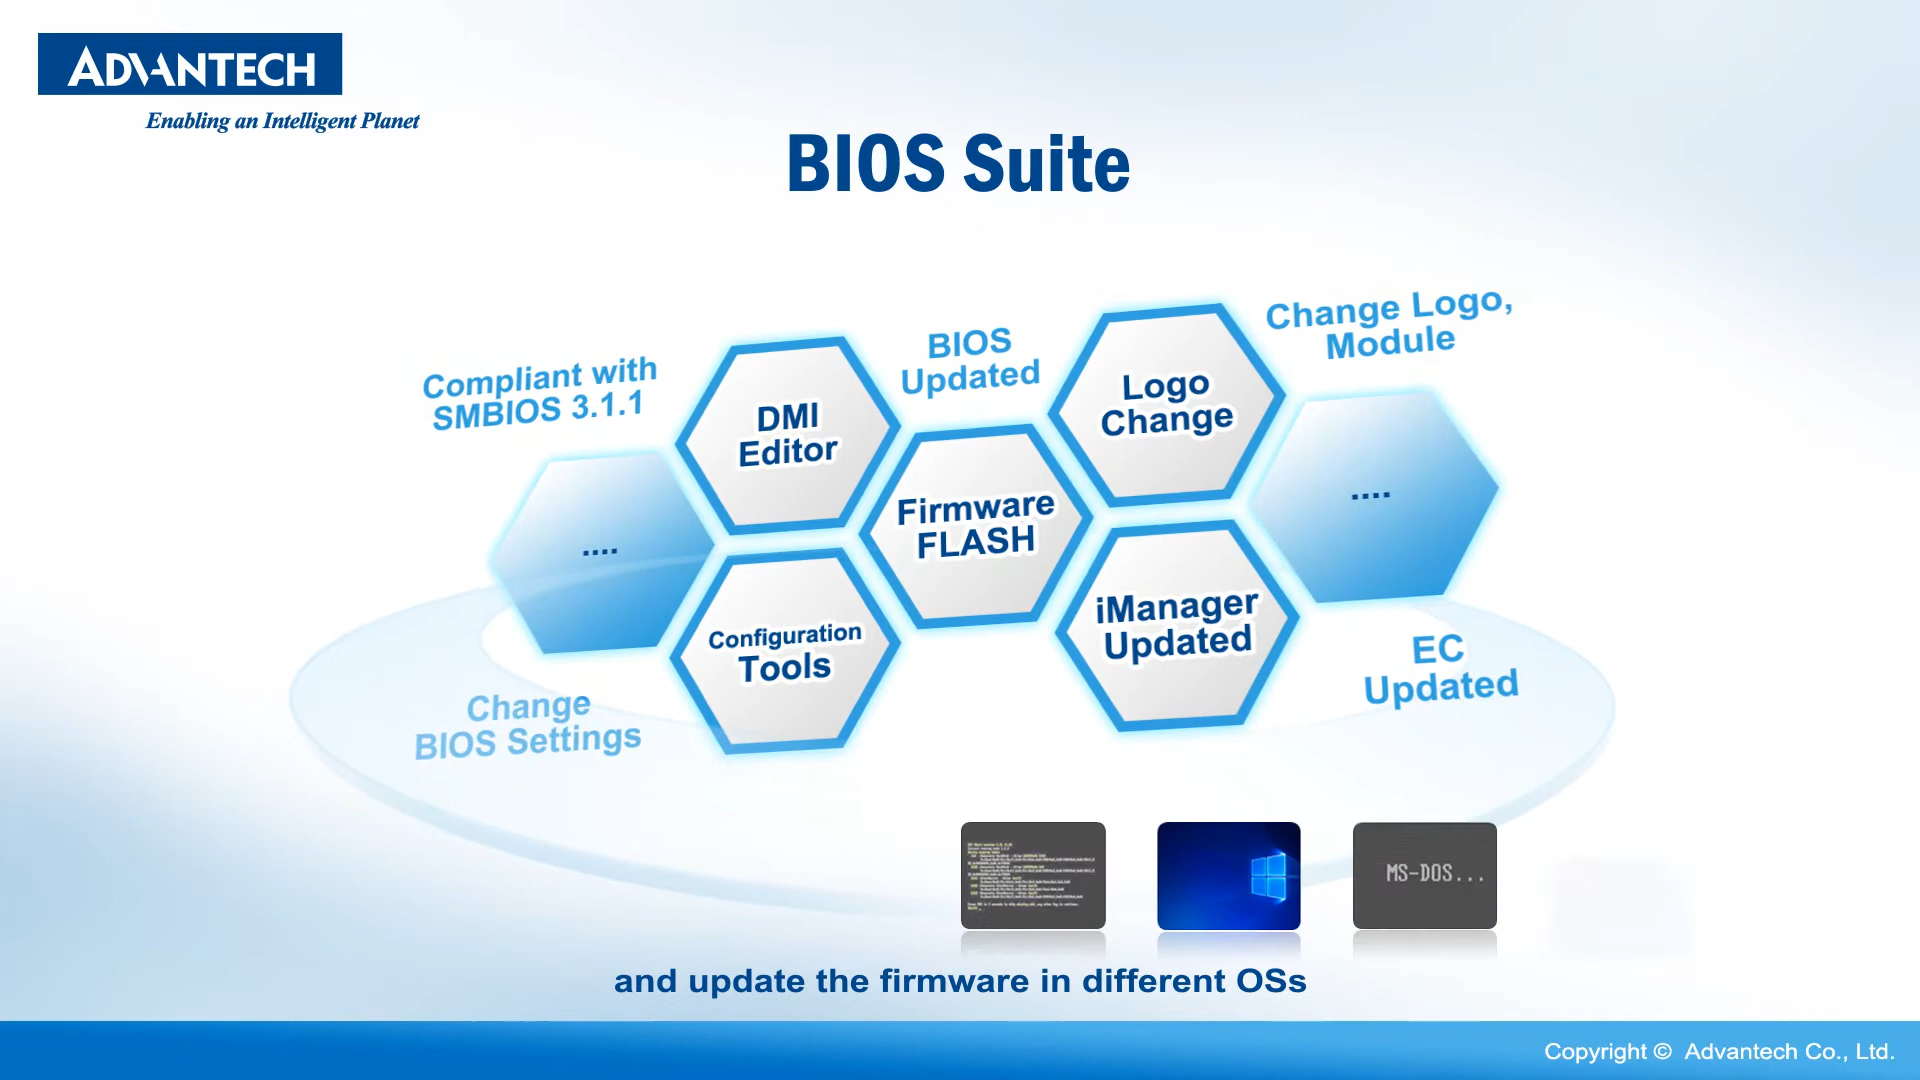 ADVANTECH
Enabling an Intelligent Planet
BIOS Suite
Compliant with
SMBIOS 3.1.1
DMI
Editor
BIOS
Updated
Logo
Change
Change Logo,
Module
....
Firmware
FLASH
....
Configuration
Tools
iManager
Updated
Change
BIOS Settings
EC
Updated
MS-DOS...
and update the firmware in different OSs
Copyright © Advantech Co., Ltd.